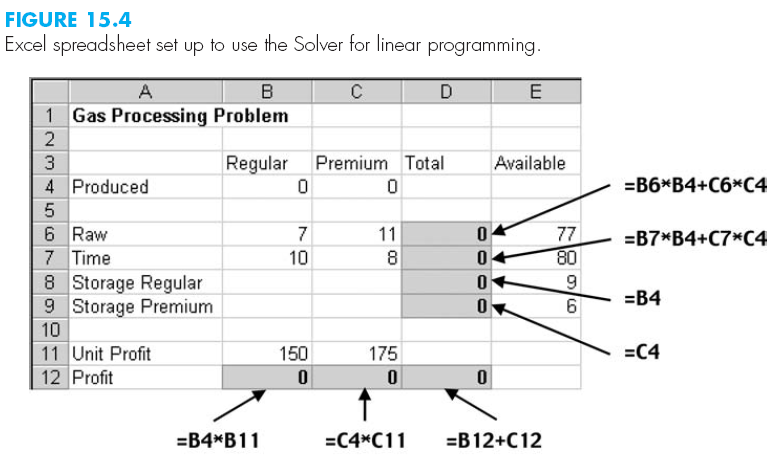 FIGURE 15.4
Excel spreadsheet set up to use the Solver for linear programming.
A B C D E
1 Gas Processing Problem
2
3 Regular Premium Total Available
4 Produced 0 0
5
6 Raw 7 11 0 77
7 Time 10 8 0 80
8 Storage Regular 0 9
9 Storage Premium 0 6
10
11 Unit Profit 150 175
12 Profit 0 0 0
=B6*B4+C6*C4
=B7*B4+C7*C4
=B4
=C4
=B4*B11 =C4*C11 =B12+C12